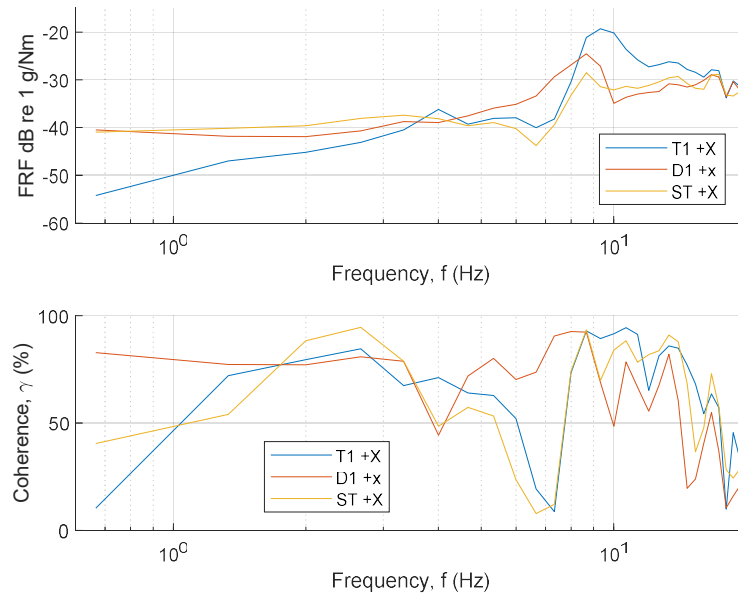 FRF dB re 1 g/Nm
-20
-30
-40
-50
-60
10^0
10^1
T1 +X
D1 +x
ST +X
Frequency, f (Hz)
Coherence, γ (%)
100
50
0
T1 +X
D1 +x
ST +X
10^0
10^1
Frequency, f (Hz)